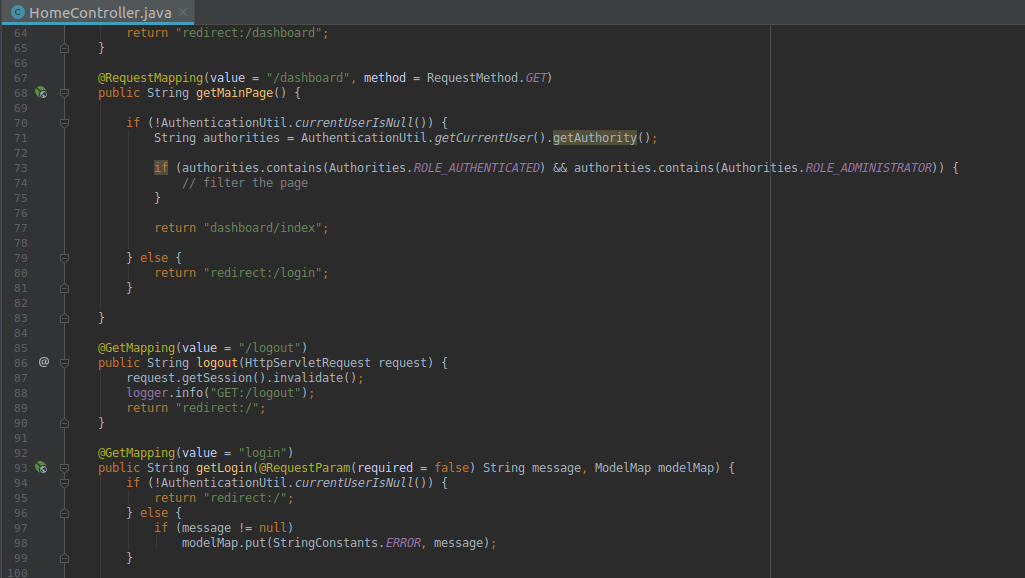 HomeController.java
64 return "redirect:/dashboard";
65 }
66
67 @RequestMapping(value = "/dashboard", method = RequestMethod.GET)
68 public String getMainPage() {
69
70 if (!AuthenticationUtil.currentUserIsNull()) {
71 String authorities = AuthenticationUtil.getCurrentUser().getAuthority();
72
73 if (authorities.contains(Authorities.ROLE_AUTHENTICATED) && authorities.contains(Authorities.ROLE_ADMINISTRATOR)) {
74 // filter the page
75 }
76
77 return "dashboard/index";
78
79 } else {
80 return "redirect:/login";
81 }
82
83 }
84
85 @GetMapping(value = "/logout")
86 @ public String logout(HttpServletRequest request) {
87 request.getSession().invalidate();
88 logger.info("GET:/logout");
89 return "redirect:/";
90 }
91
92 @GetMapping(value = "login")
93 public String getLogin(@RequestParam(required = false) String message, ModelMap modelMap) {
94 if (!AuthenticationUtil.currentUserIsNull()) {
95 return "redirect:/";
96 } else {
97 if (message != null)
98 modelMap.put(StringConstants.ERROR, message);
99 }
100